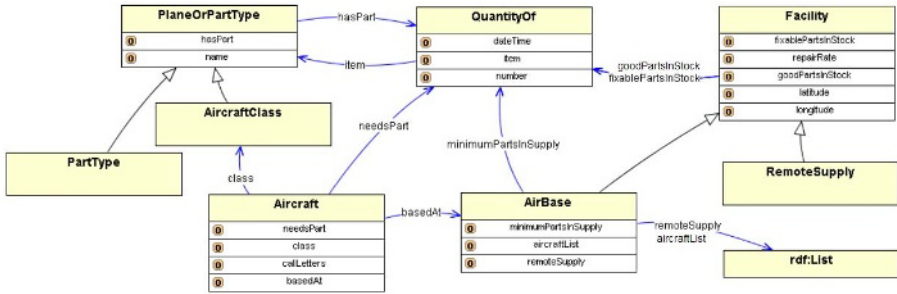 PlaneOrPartType
hasPart
name
hasPart
item
QuantityOf
dateTime
item
number
Facility
fixablePartsInStock
repairRate
goodPartsInStock
latitude
longitude
goodPartsInStock
fixablePartsInStock
AircraftClass
PartType
needsPart
minimumPartsInSupply
RemoteSupply
class
Aircraft
needsPart
class
callLetters
basedAt
basedAt
AirBase
minimumPartsInSupply
aircraftList
remoteSupply
remoteSupply
aircraftList
rdf:List